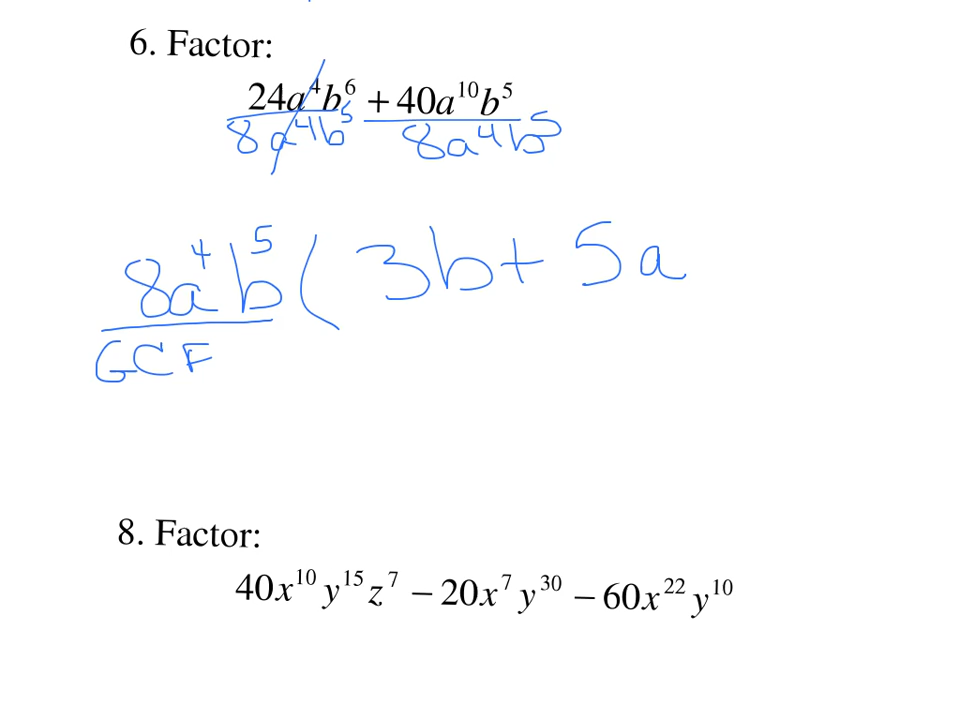 6. Factor:
24a⁴b⁶ + 40a¹⁰b⁵
8a⁴b⁵ 8a⁴b⁵
8a⁴b⁵( 3b+ 5a
GCF
8. Factor:
40x¹⁰y¹⁵z⁷ − 20x⁷y³⁰ − 60x²²y¹⁰